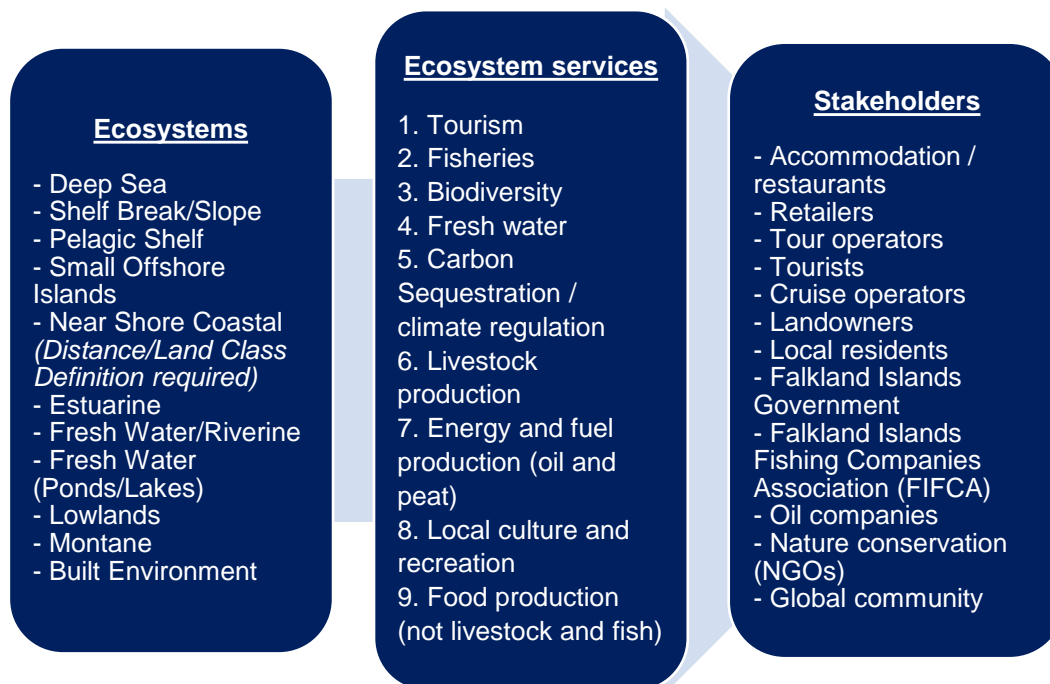 Ecosystems
- Deep Sea
- Shelf Break/Slope
- Pelagic Shelf
- Small Offshore
Islands
- Near Shore Coastal
(Distance/Land Class
Definition required)
- Estuarine
- Fresh Water/Riverine
- Fresh Water
(Ponds/Lakes)
- Lowlands
- Montane
- Built Environment
Ecosystem services
1. Tourism
2. Fisheries
3. Biodiversity
4. Fresh water
5. Carbon
Sequestration /
climate regulation
6. Livestock
production
7. Energy and fuel
production (oil and
peat)
8. Local culture and
recreation
9. Food production
(not livestock and fish)
Stakeholders
- Accommodation /
restaurants
- Retailers
- Tour operators
- Tourists
- Cruise operators
- Landowners
- Local residents
- Falkland Islands
Government
- Falkland Islands
Fishing Companies
Association (FIFCA)
- Oil companies
- Nature conservation
(NGOs)
- Global community